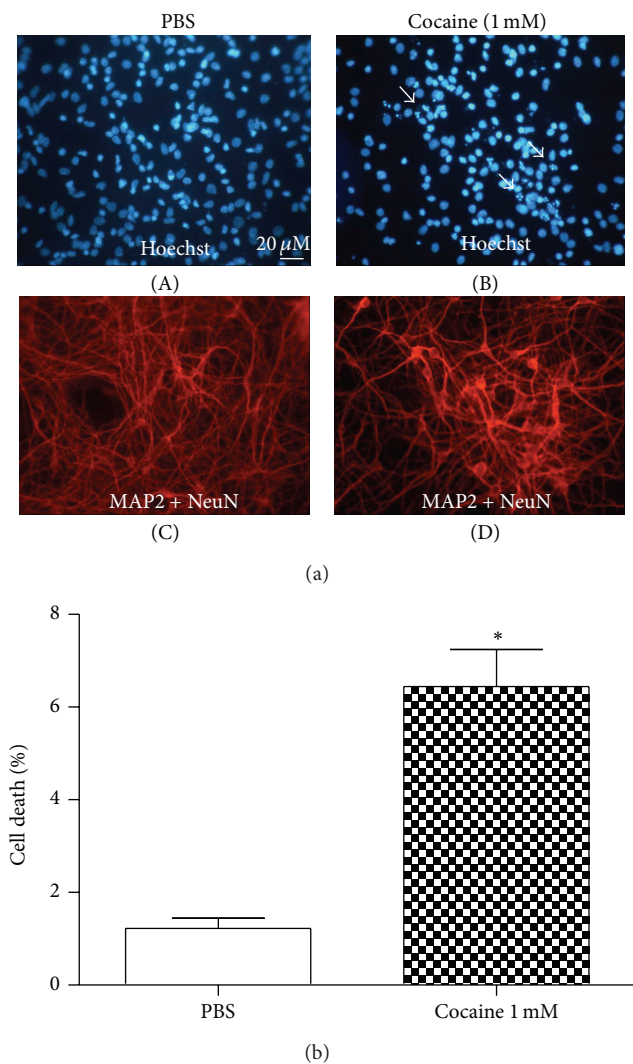 PBS
Cocaine (1 mM)
Hoechst
20 μM
Hoechst
(A)
(B)
MAP2 + NeuN
MAP2 + NeuN
(C)
(D)
(a)
8
6
4
2
0
Cell death (%)
*
PBS
Cocaine 1 mM
(b)